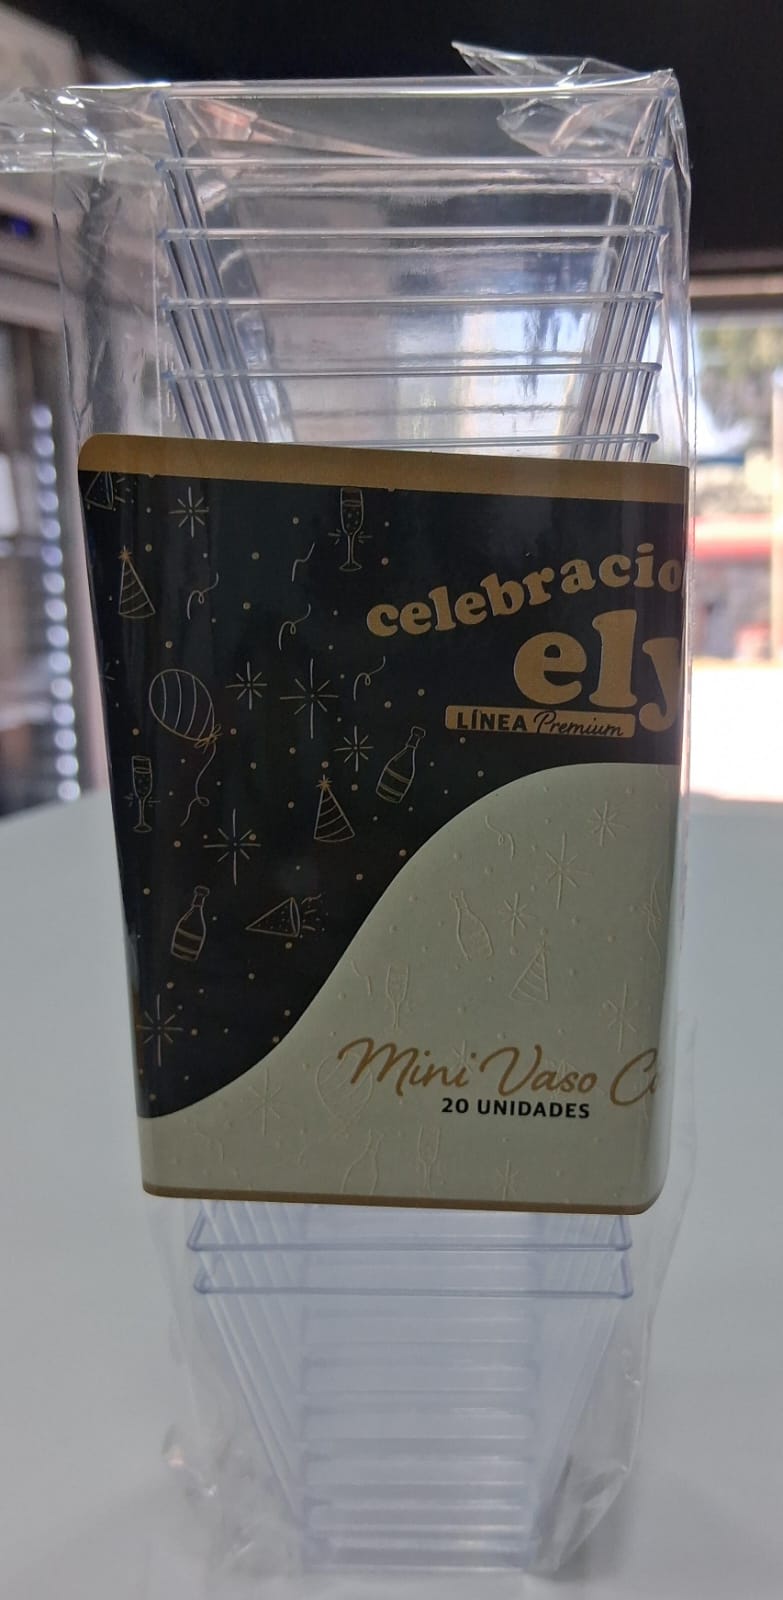 celebracio
ely
LÍNEA Premium
Mini Vaso C
20 UNIDADES